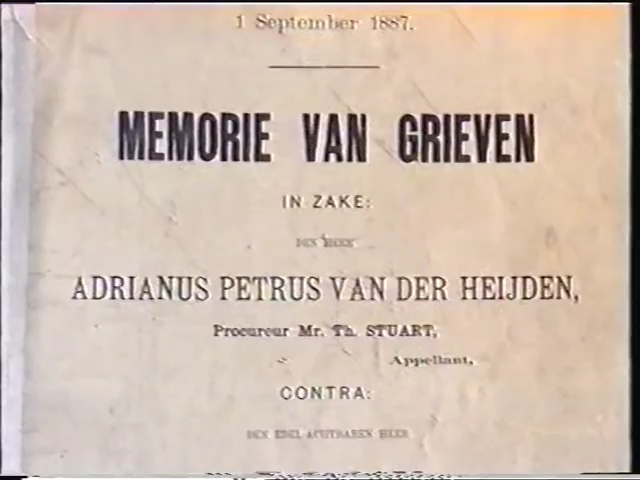 1 September 1887.
MEMORIE VAN GRIEVEN
IN ZAKE:
DEN HEER
ADRIANUS PETRUS VAN DER HEIJDEN,
Procureur Mr. Th. STUART,
Appellant,
CONTRA:
DEN EDEL ACHTBAREN HEER